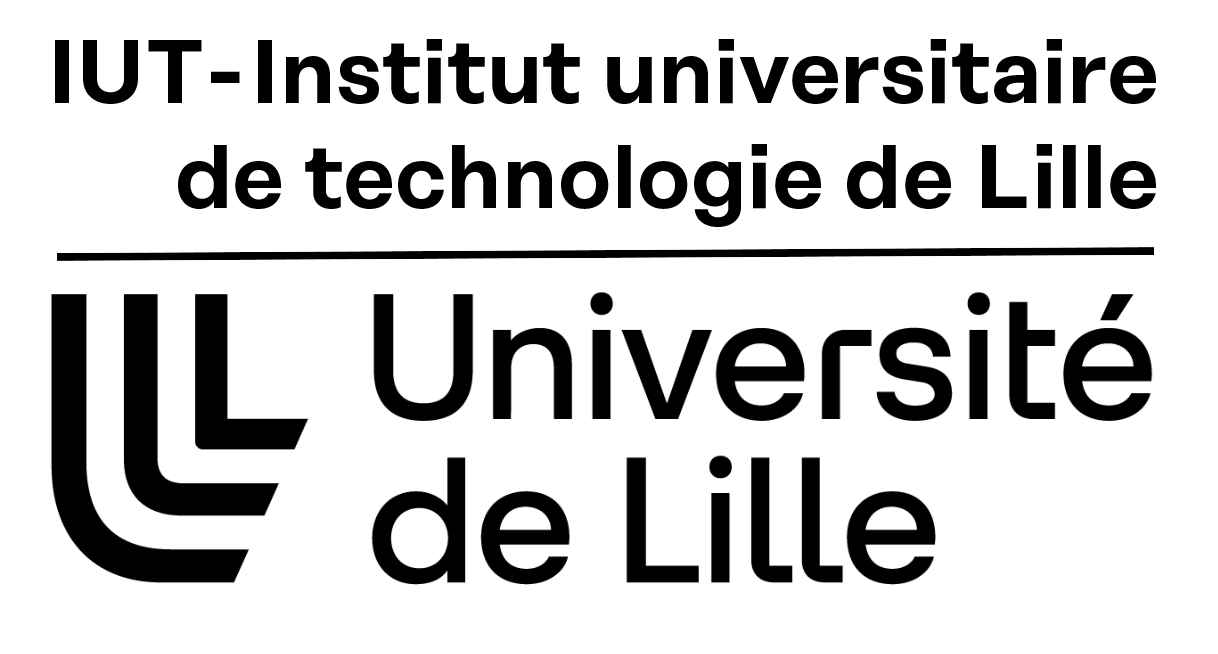 IUT-Institut universitaire
de technologie de Lille
Université
de Lille